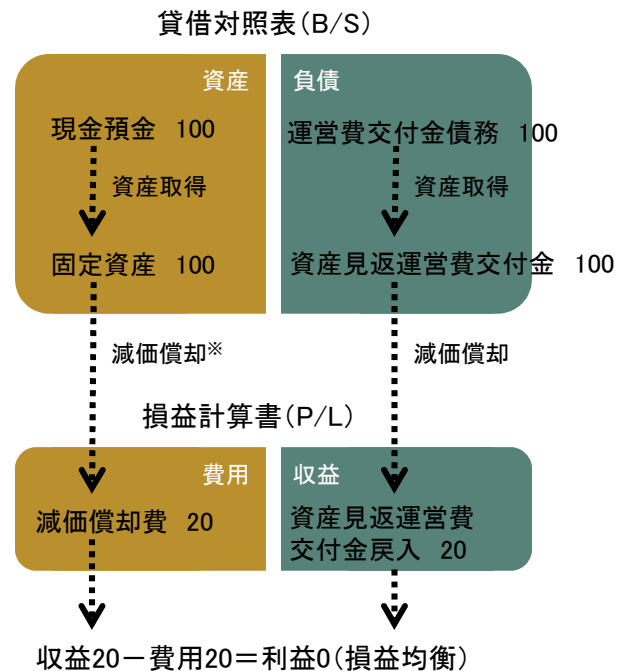 貸借対照表(B/S)
資産
負債
現金預金 100
運営費交付金債務 100
資産取得
資産取得
固定資産 100
資産見返運営費交付金 100
減価償却※
減価償却
損益計算書(P/L)
費用
収益
減価償却費 20
資産見返運営費
交付金戻入 20
収益20－費用20＝利益0(損益均衡)